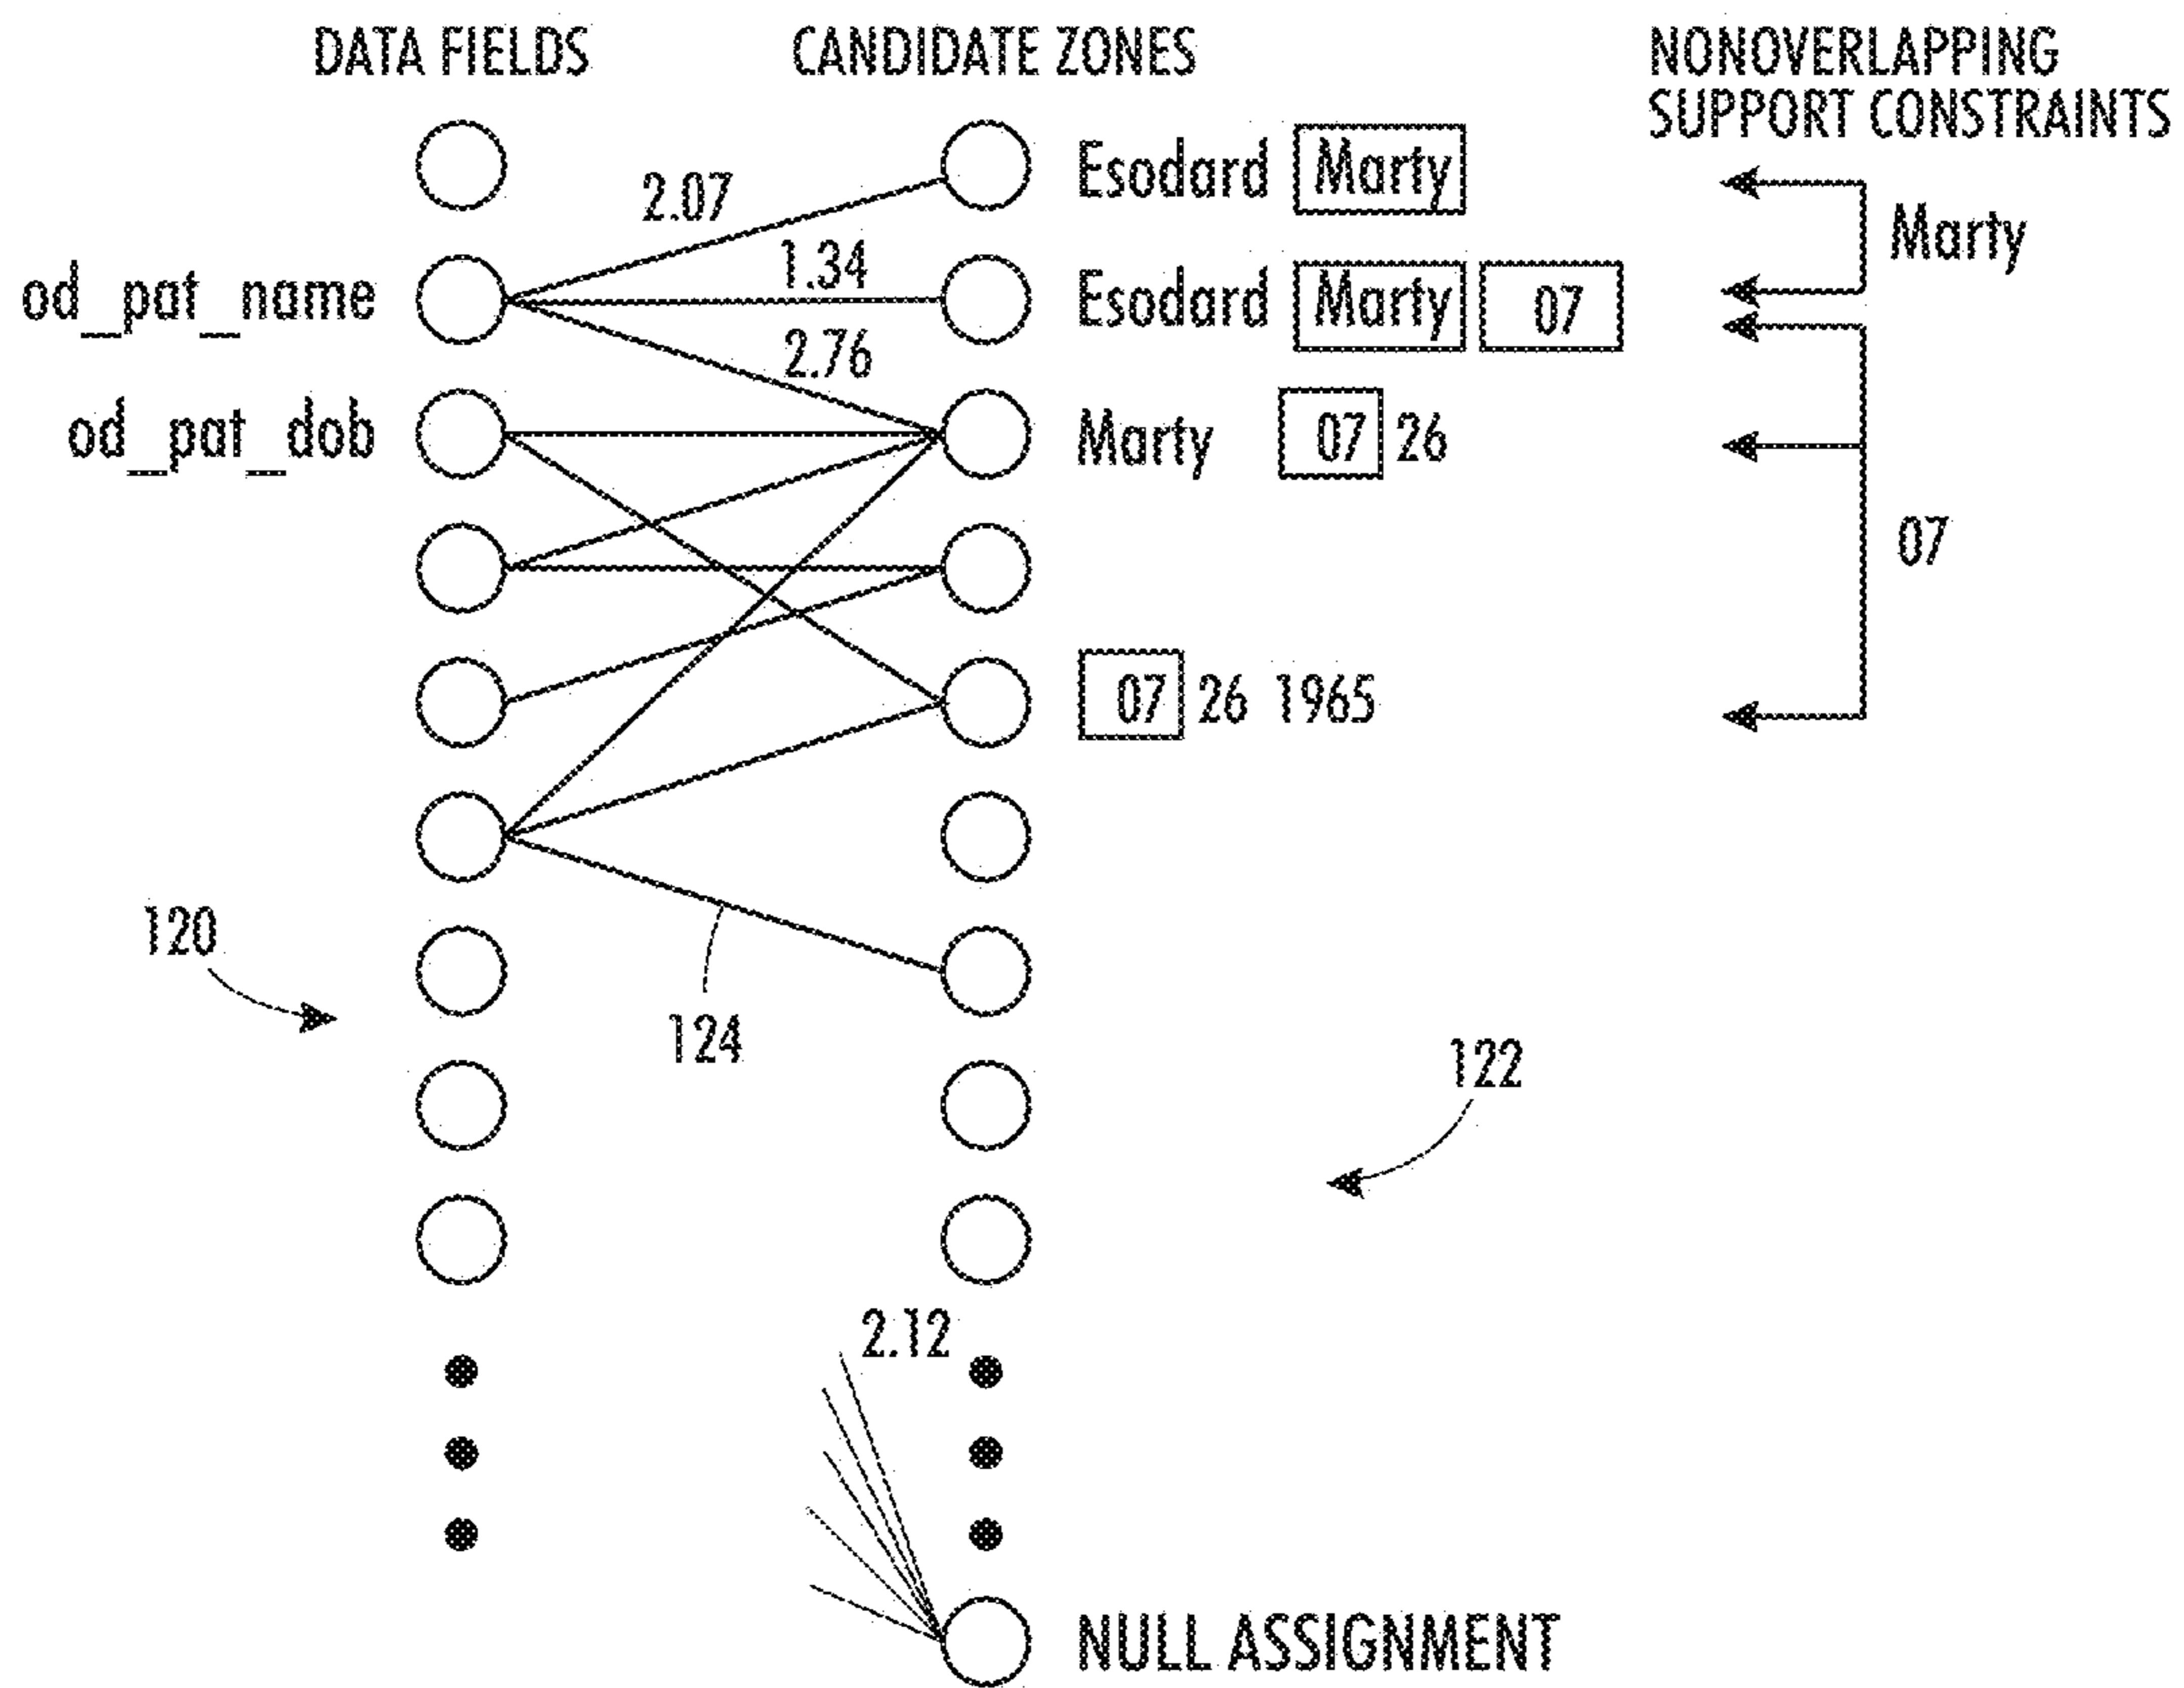 DATA FIELDS
CANDIDATE ZONES
NONOVERLAPPING
SUPPORT CONSTRAINTS
2.07
Esodard Marty
Marty
od_pat_name
1.34
Esodard Marty 07
2.76
od_pat_dob
Marty 07 26
07
07 26 1965
120
124
122
2.12
NULL ASSIGNMENT